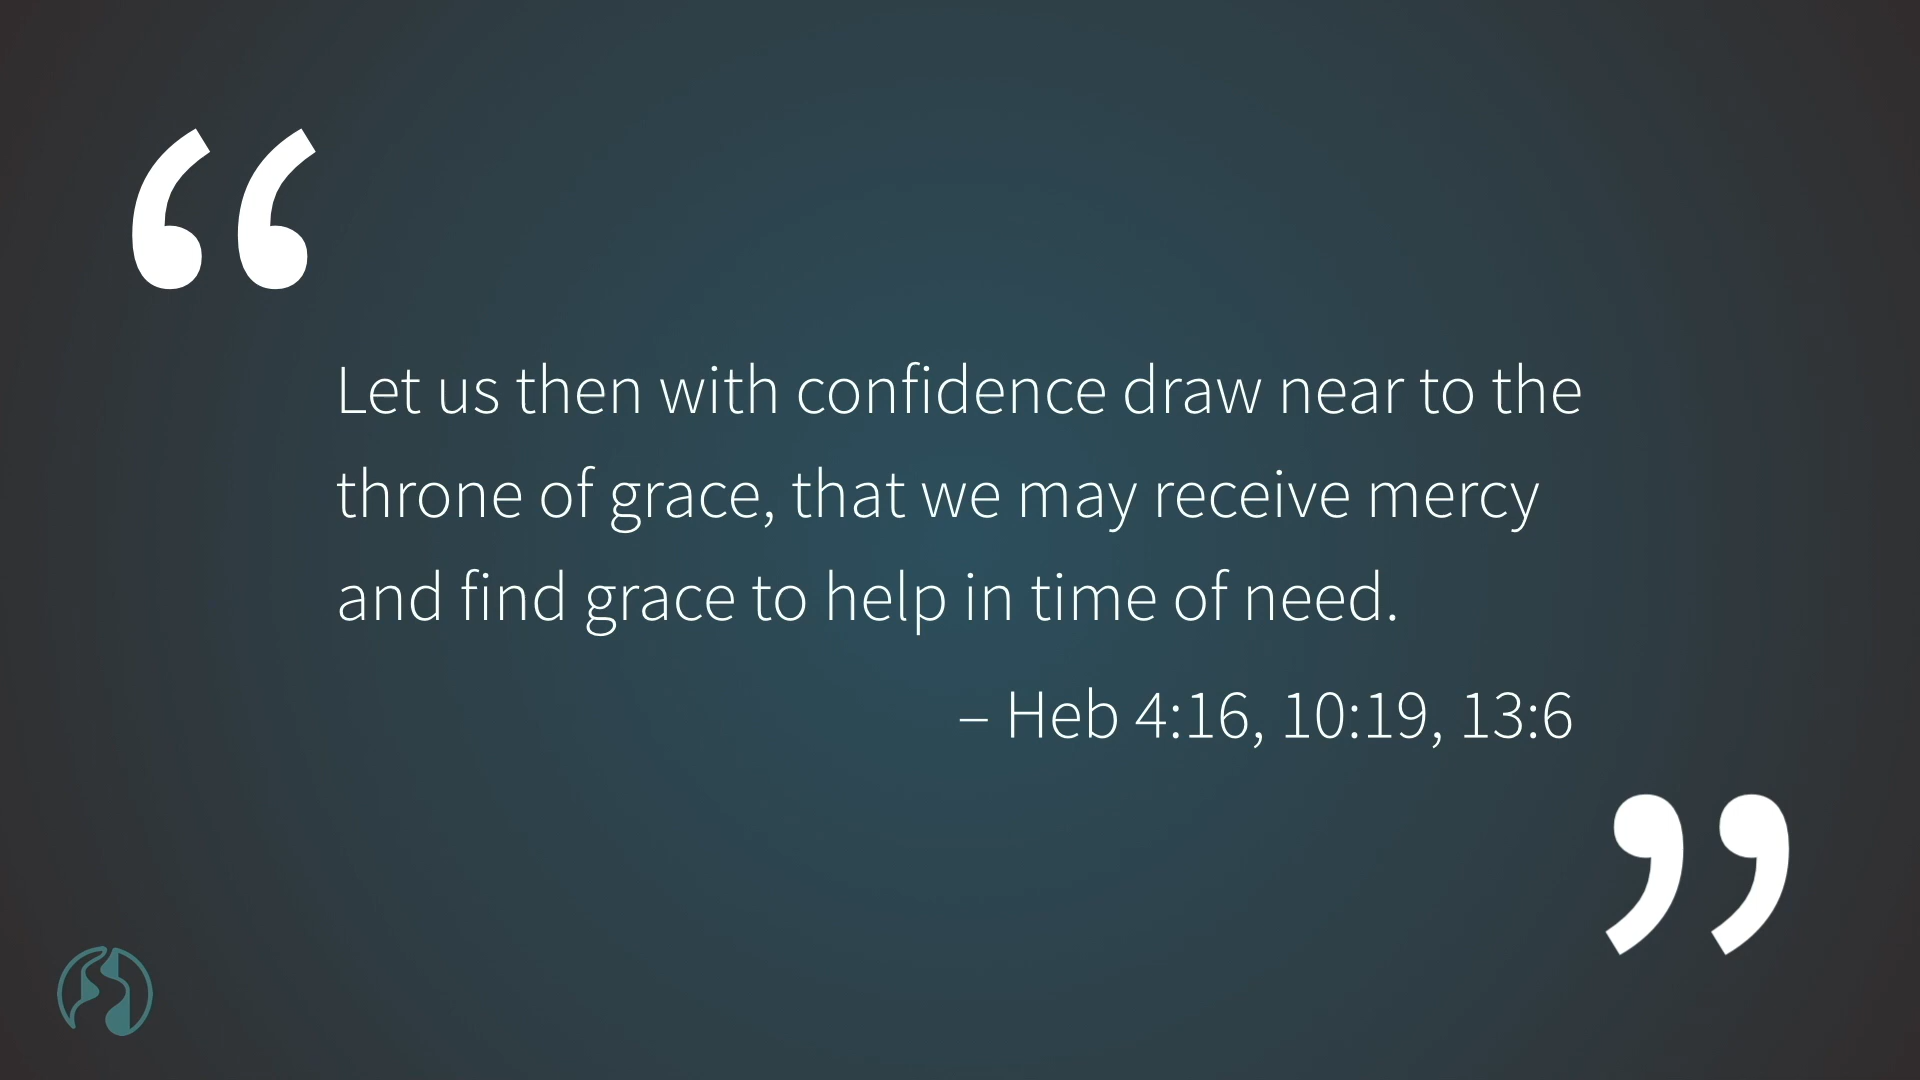 “
Let us then with confidence draw near to the
throne of grace, that we may receive mercy
and find grace to help in time of need.
– Heb 4:16, 10:19, 13:6
”